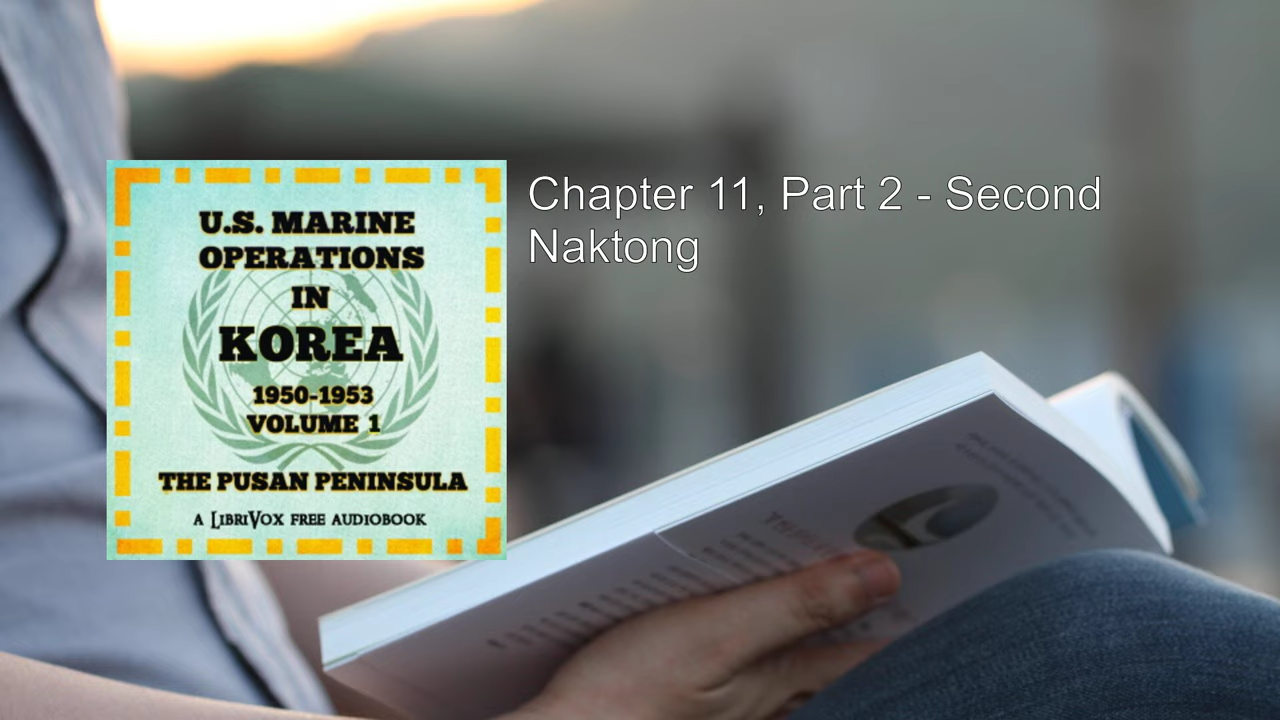 U.S. MARINE
OPERATIONS
IN
KOREA
1950-1953
VOLUME 1
THE PUSAN PENINSULA
A LIBRIVOX FREE AUDIOBOOK
Chapter 11, Part 2 - Second
Naktong